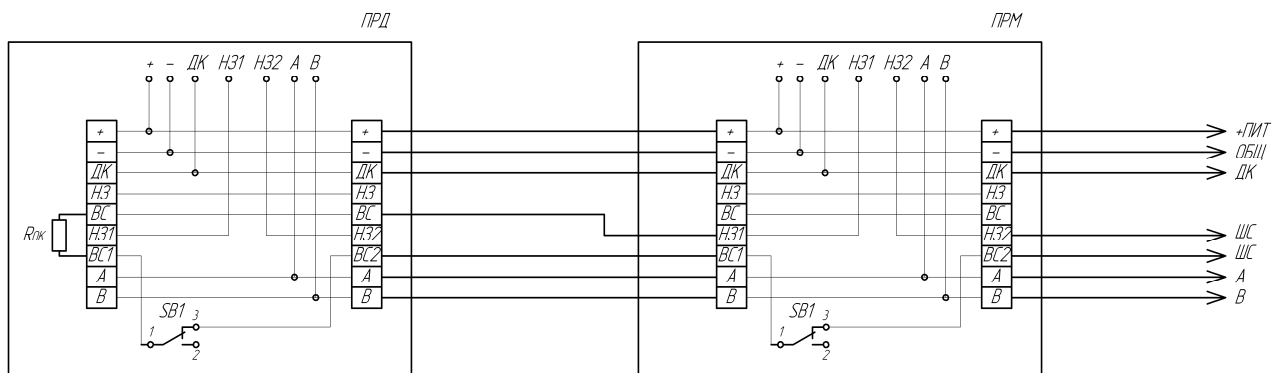 ПРД
ПРМ
+ − ДК НЗ1 НЗ2 А В
+ − ДК НЗ1 НЗ2 А В
+ + + + +ПИТ
− − − − ОБЩ
ДК ДК ДК ДК ДК
НЗ НЗ НЗ НЗ
ВС ВС ВС ВС
Rпк НЗ1 НЗ2 НЗ1 НЗ2 ШС
ВС1 ВС2 ВС1 ВС2 ШС
А А А А А
В В В В В
SB1 3 SB1 3
1 1
2 2